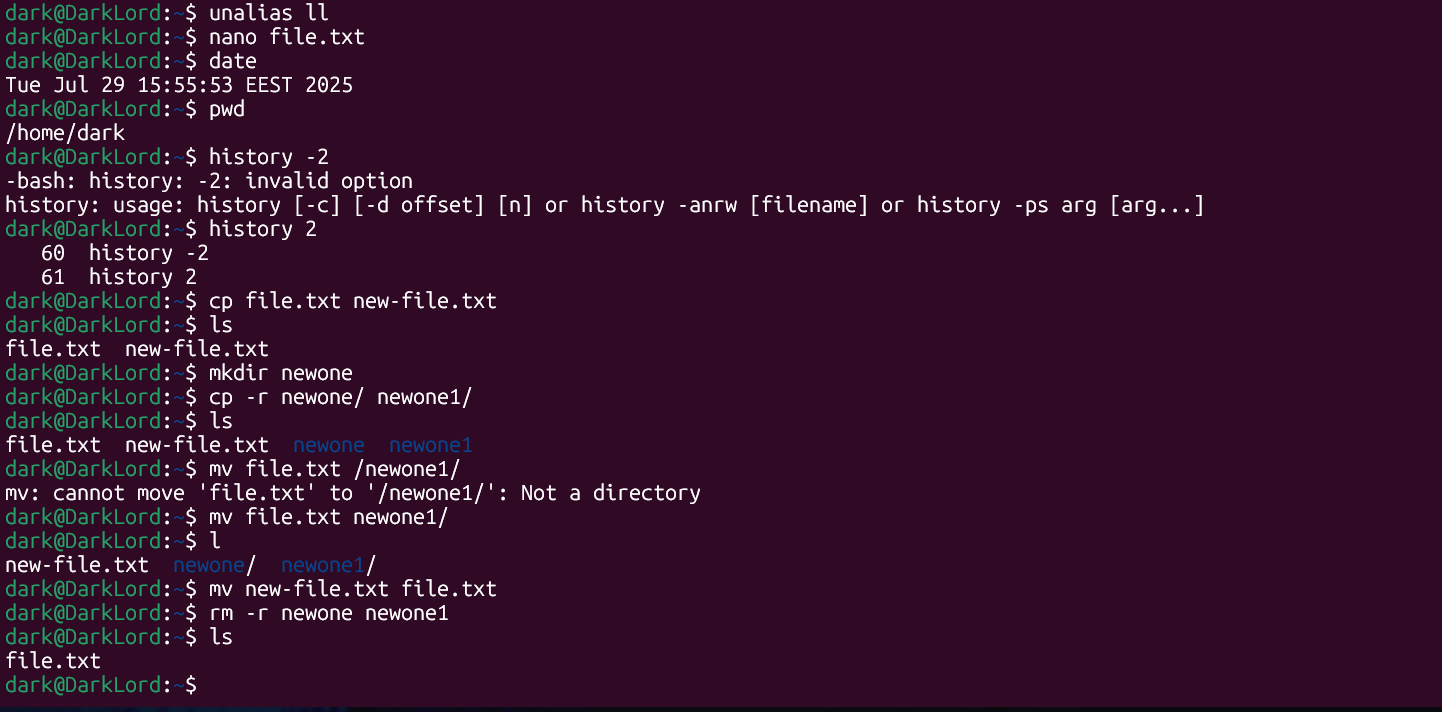 dark@DarkLord:~$ unalias ll
dark@DarkLord:~$ nano file.txt
dark@DarkLord:~$ date
Tue Jul 29 15:55:53 EEST 2025
dark@DarkLord:~$ pwd
/home/dark
dark@DarkLord:~$ history -2
-bash: history: -2: invalid option
history: usage: history [-c] [-d offset] [n] or history -anrw [filename] or history -ps arg [arg...]
dark@DarkLord:~$ history 2
   60  history -2
   61  history 2
dark@DarkLord:~$ cp file.txt new-file.txt
dark@DarkLord:~$ ls
file.txt  new-file.txt
dark@DarkLord:~$ mkdir newone
dark@DarkLord:~$ cp -r newone/ newone1/
dark@DarkLord:~$ ls
file.txt  new-file.txt  newone  newone1
dark@DarkLord:~$ mv file.txt /newone1/
mv: cannot move 'file.txt' to '/newone1/': Not a directory
dark@DarkLord:~$ mv file.txt newone1/
dark@DarkLord:~$ l
new-file.txt  newone/  newone1/
dark@DarkLord:~$ mv new-file.txt file.txt
dark@DarkLord:~$ rm -r newone newone1
dark@DarkLord:~$ ls
file.txt
dark@DarkLord:~$